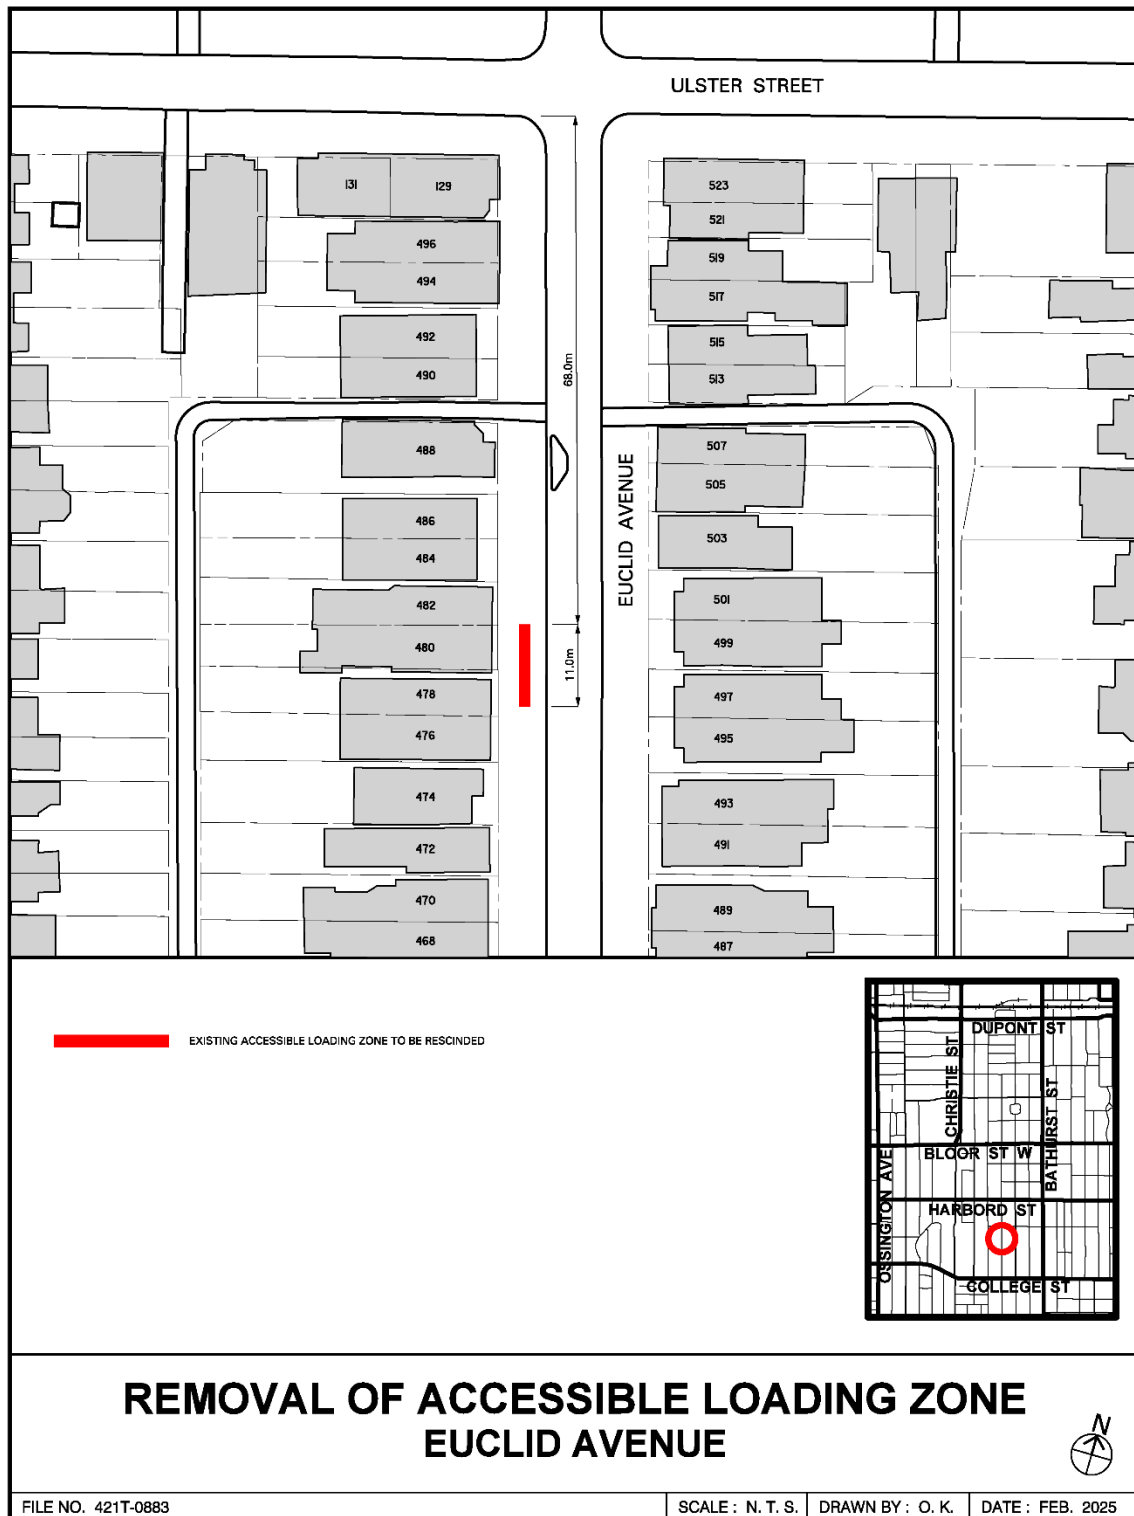 ULSTER STREET
131 129
496
494
492
490
488
486
484
482
480
478
476
474
472
470
468
68.0m
11.0m
EUCLID AVENUE
523
521
519
517
515
513
507
505
503
501
499
497
495
493
491
489
487
EXISTING ACCESSIBLE LOADING ZONE TO BE RESCINDED
DUPONT ST
CHRISTIE ST
BATHURST ST
BLOOR ST W
OSSINGTON AVE
HARBORD ST
COLLEGE ST
REMOVAL OF ACCESSIBLE LOADING ZONE
EUCLID AVENUE
N
FILE NO. 421T-0883
SCALE : N. T. S.
DRAWN BY : O. K.
DATE : FEB. 2025